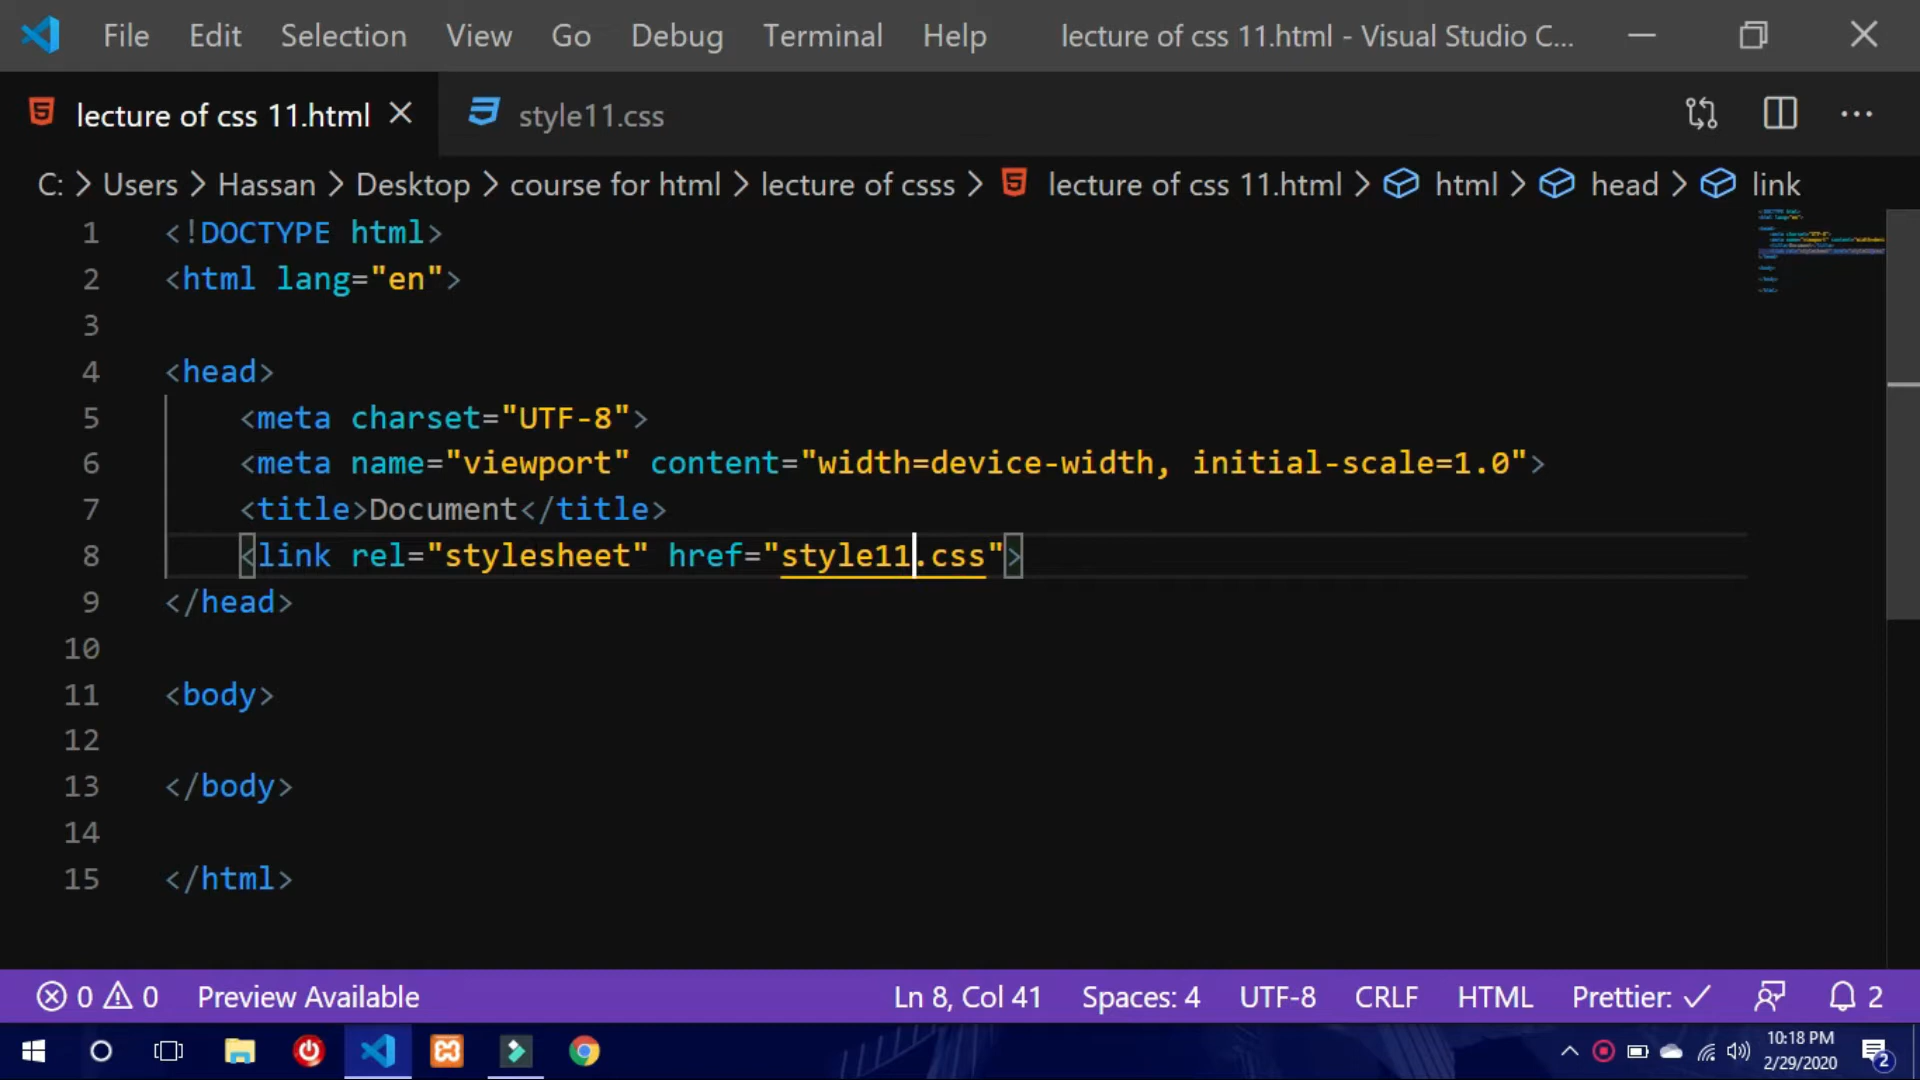 File Edit Selection View Go Debug Terminal Help lecture of css 11.html - Visual Studio C...
lecture of css 11.html style11.css
C: > Users > Hassan > Desktop > course for html > lecture of csss > lecture of css 11.html > html > head > link
1 <!DOCTYPE html>
2 <html lang="en">
3
4 <head>
5 <meta charset="UTF-8">
6 <meta name="viewport" content="width=device-width, initial-scale=1.0">
7 <title>Document</title>
8 <link rel="stylesheet" href="style11.css">
9 </head>
10
11 <body>
12
13 </body>
14
15 </html>
0 0 Preview Available Ln 8, Col 41 Spaces: 4 UTF-8 CRLF HTML Prettier: ✓ 2
10:18 PM
2/29/2020
2